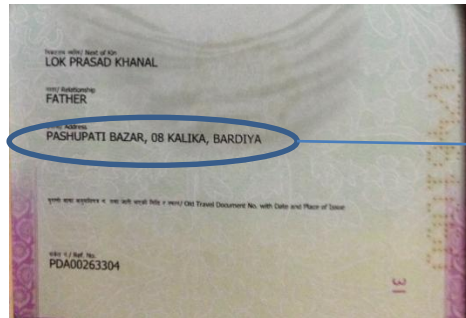 / Next of Kin
LOK PRASAD KHANAL
/ Relationship
FATHER
/ Address
PASHUPATI BAZAR, 08 KALIKA, BARDIYA
/ Old Travel Document No. with Date and Place of Issue
/ Ref. No.
PDA00263304
31